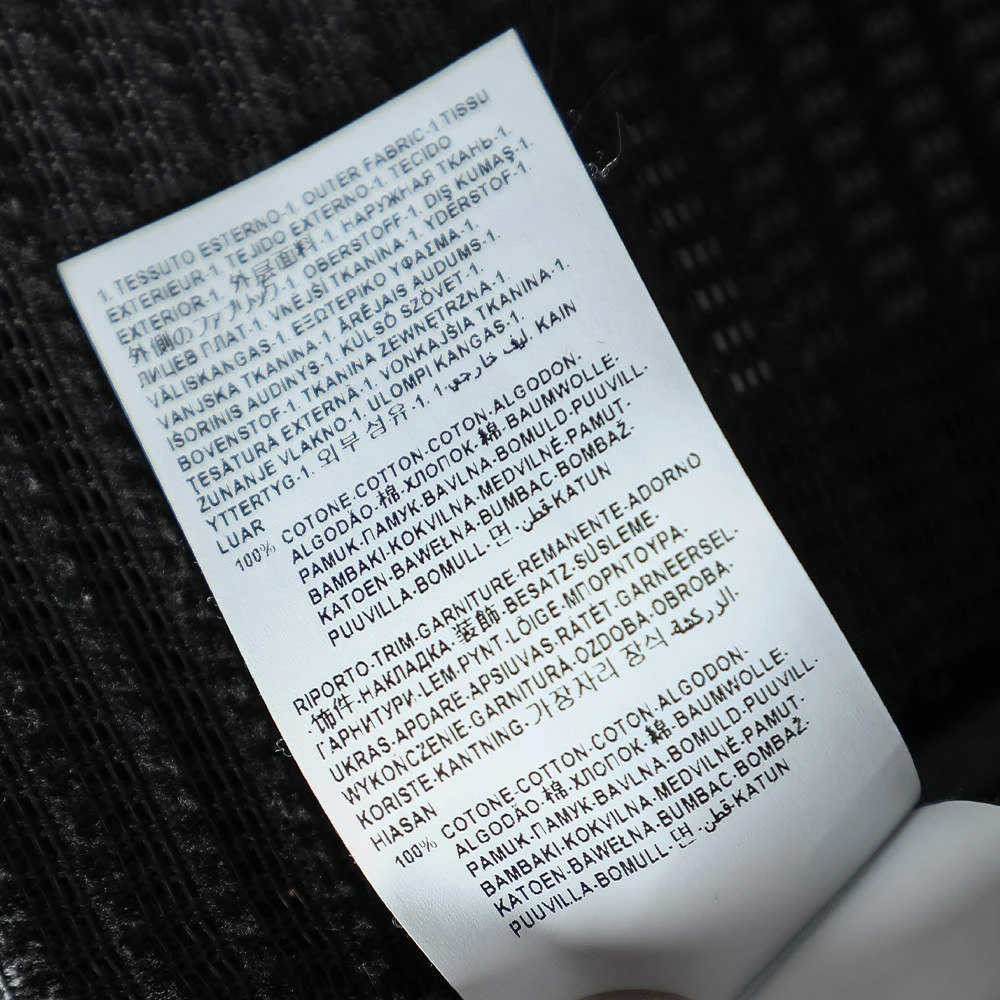 1. TESSUTO ESTERNO-1. OUTER FABRIC-1 TISSU
EXTERIEUR-1. TEJIDO EXTERNO-1. TECIDO
EXTERIOR-1. 外层面料-1. НАРУЖНАЯ ТКАНЬ-1.
外側のファブリック-1. OBERSTOFF-1. DIŞ KUMAŞ-1.
ЛИЦЕВ ПЛАТ-1. VNĚJŠÍ TKANINA-1. YDERSTOF-1.
VÄLISKANGAS-1. ΕΞΩΤΕΡΙΚΟ ΥΦΑΣΜΑ-1.
VANJSKA TKANINA-1. ĀRĒJAIS AUDUMS-1.
IŠORINIS AUDINYS-1. KÜLSŐ SZÖVET-1.
BOVENSTOF-1. TKANINA ZEWNĘTRZNA-1.
TESĂTURĂ EXTERNĂ-1. VONKAJŠIA TKANINA-1.
ZUNANJE VLAKNO-1. ULOMPI KANGAS-1.
YTTERTYG-1. 외부 섬유-1. 1-ليف خارجي. KAIN
LUAR
100% COTONE-COTTON-COTON-ALGODON-
ALGODÃO-棉-ХЛОПОК-綿-BAUMWOLLE-
PAMUK-ПАМУК-BAVLNA-BOMULD-PUUVILL-
ΒΑΜΒΑΚΙ-KOKVILNA-MEDVILNĖ-PAMUT-
KATOEN-BAWEŁNA-BUMBAC-BOMBAŽ-
PUUVILLA-BOMULL-면-قطن-KATUN
RIPORTO-TRIM-GARNITURE-REMANENTE-ADORNO
-饰件-НАКЛАДКА-装飾-BESATZ-SÜSLEME-
ГАРНИТУРИ-LEM-PYNT-LÕIGE-ΜΠΟΡΝΤΟΥΡΑ-
UKRAS-APDARE-APSIUVAS-RÁTÉT-GARNEERSEL-
WYKOŃCZENIE-GARNITURĂ-OZDOBA-OBROBA-
KORISTE-KANTNING-가장자리 장식-الزركشة-
HIASAN
100% COTONE-COTTON-COTON-ALGODON-
ALGODÃO-棉-ХЛОПОК-綿-BAUMWOLLE-
PAMUK-ПАМУК-BAVLNA-BOMULD-PUUVILL-
ΒΑΜΒΑΚΙ-KOKVILNA-MEDVILNĖ-PAMUT-
KATOEN-BAWEŁNA-BUMBAC-BOMBAŽ-
PUUVILLA-BOMULL-면-قطن-KATUN